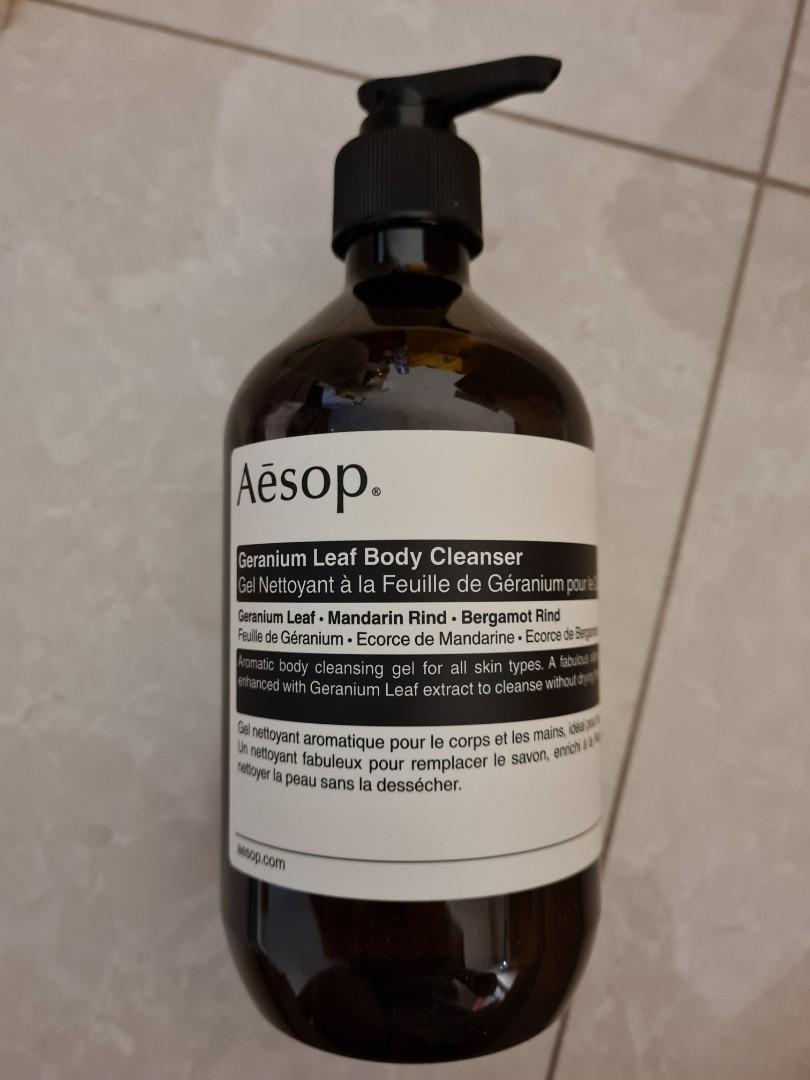 Aēsop®
Geranium Leaf Body Cleanser
Gel Nettoyant à la Feuille de Géranium pour le
Geranium Leaf • Mandarin Rind • Bergamot Rind
Feuille de Géranium • Ecorce de Mandarine • Ecorce de
Aromatic body cleansing gel for all skin types. A fabulous
enhanced with Geranium Leaf extract to cleanse without
Gel nettoyant aromatique pour le corps et les mains, idéal
Un nettoyant fabuleux pour remplacer le savon, enrichi à la
nettoyer la peau sans la dessécher.
aesop.com